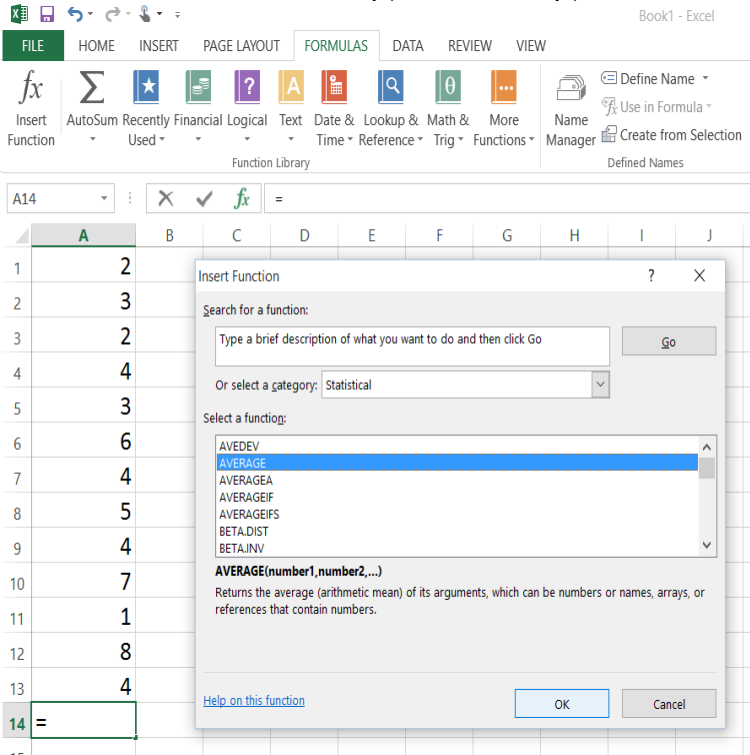 Book1 - Excel
FILE HOME INSERT PAGE LAYOUT FORMULAS DATA REVIEW VIEW
fx Σ θ Define Name
Use in Formula
Insert AutoSum Recently Financial Logical Text Date & Lookup & Math & More Name
Function Used Time Reference Trig Functions Manager Create from Selection
Function Library Defined Names
A14 fx =
A B C D E F G H I J
1 2
2 3
3 2
4 4
5 3
6 6
7 4
8 5
9 4
10 7
11 1
12 8
13 4
14 =
Insert Function ? X
Search for a function:
Type a brief description of what you want to do and then click Go
Go
Or select a category: Statistical
Select a function:
AVEDEV
AVERAGE
AVERAGEA
AVERAGEIF
AVERAGEIFS
BETA.DIST
BETA.INV
AVERAGE(number1,number2,...)
Returns the average (arithmetic mean) of its arguments, which can be numbers or names, arrays, or
references that contain numbers.
Help on this function
OK Cancel